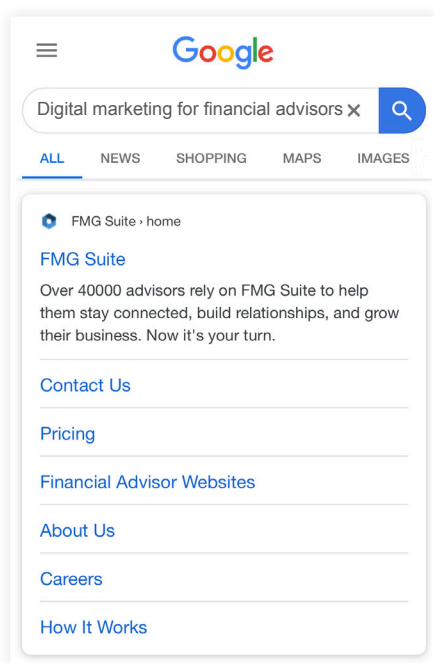 Google
Digital marketing for financial advisors
ALL NEWS SHOPPING MAPS IMAGES
FMG Suite › home
FMG Suite
Over 40000 advisors rely on FMG Suite to help
them stay connected, build relationships, and grow
their business. Now it's your turn.
Contact Us
Pricing
Financial Advisor Websites
About Us
Careers
How It Works